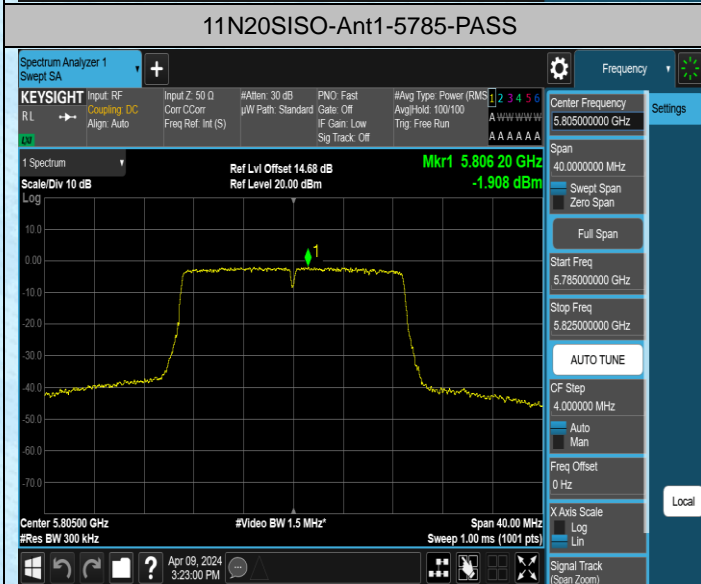 11N20SISO-Ant1-5785-PASS
Spectrum Analyzer 1
Swept SA
Frequency
KEYSIGHT
RL
LXI
Input: RF
Coupling: DC
Align: Auto
Input Z: 50 Ω
Corr CCorr
Freq Ref: Int (S)
#Atten: 30 dB
µW Path: Standard
PNO: Fast
Gate: Off
IF Gain: Low
Sig Track: Off
#Avg Type: Power (RMS
Avg|Hold: 100/100
Trig: Free Run
1 2 3 4 5 6
A W W W W W
A A A A A A
1 Spectrum
Scale/Div 10 dB
Log
Ref Lvl Offset 14.68 dB
Ref Level 20.00 dBm
Mkr1 5.806 20 GHz
-1.908 dBm
1
10.0
0.00
-10.0
-20.0
-30.0
-40.0
-50.0
-60.0
-70.0
Center 5.80500 GHz
#Res BW 300 kHz
#Video BW 1.5 MHz*
Span 40.00 MHz
Sweep 1.00 ms (1001 pts)
?
Apr 09, 2024
3:23:00 PM
Center Frequency
5.805000000 GHz
Settings
Span
40.0000000 MHz
Swept Span
Zero Span
Full Span
Start Freq
5.785000000 GHz
Stop Freq
5.825000000 GHz
AUTO TUNE
CF Step
4.000000 MHz
Auto
Man
Freq Offset
0 Hz
Local
X Axis Scale
Log
Lin
Signal Track
(Span Zoom)